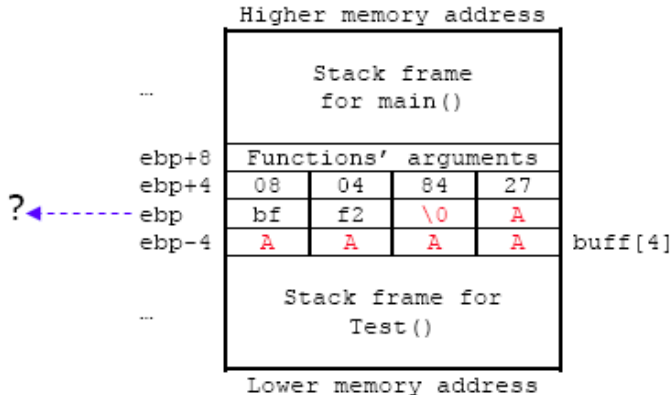 Higher memory address
… Stack frame
for main()
ebp+8 Functions' arguments
ebp+4 08 04 84 27
? ebp bf f2 \0 A
ebp-4 A A A A buff[4]
… Stack frame for
Test()
Lower memory address